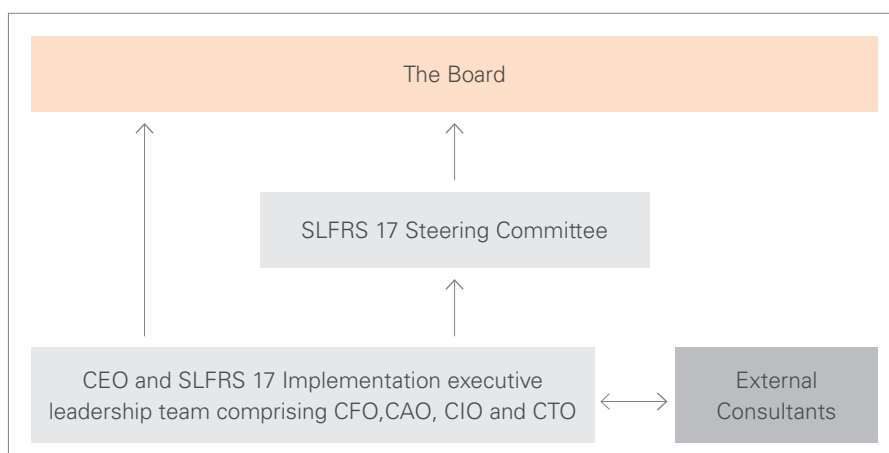 The Board
SLFRS 17 Steering Committee
CEO and SLFRS 17 Implementation executive
leadership team comprising CFO,CAO, CIO and CTO
External
Consultants